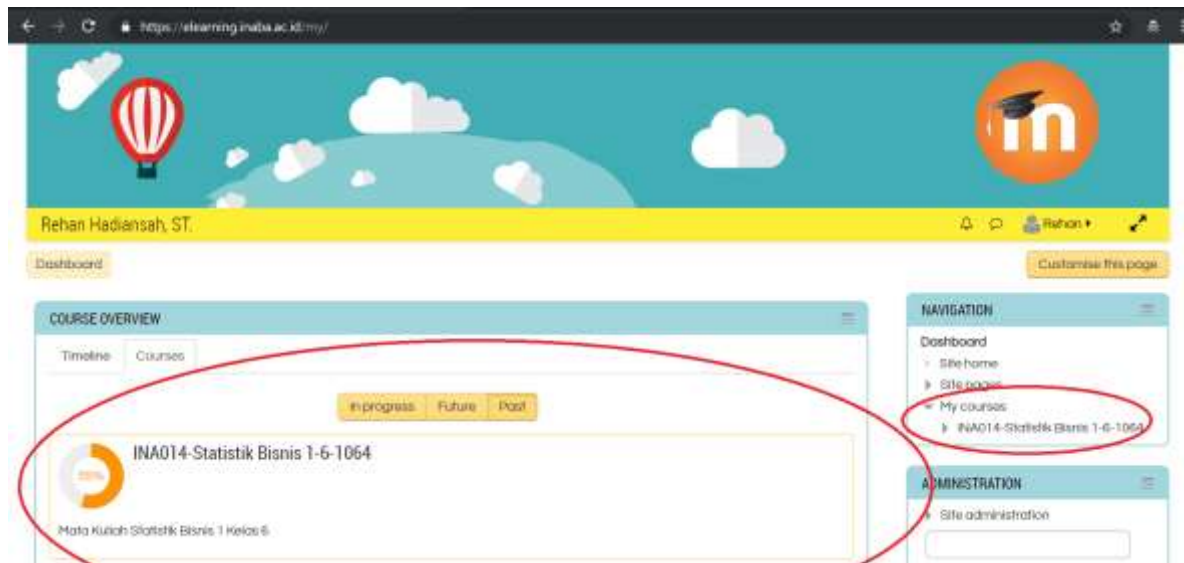 https://elearning.inaba.ac.id/my/
m
Rehan Hadiansah, ST.
Rehan
Dashboard
Customise this page
COURSE OVERVIEW
Timeline Courses
In progress Future Past
INA014-Statistik Bisnis 1-6-1064
Mata Kuliah Statistik Bisnis 1 Kelas 6
NAVIGATION
Dashboard
Site home
Site pages
My courses
INA014-Statistik Bisnis 1-6-1064
ADMINISTRATION
Site administration